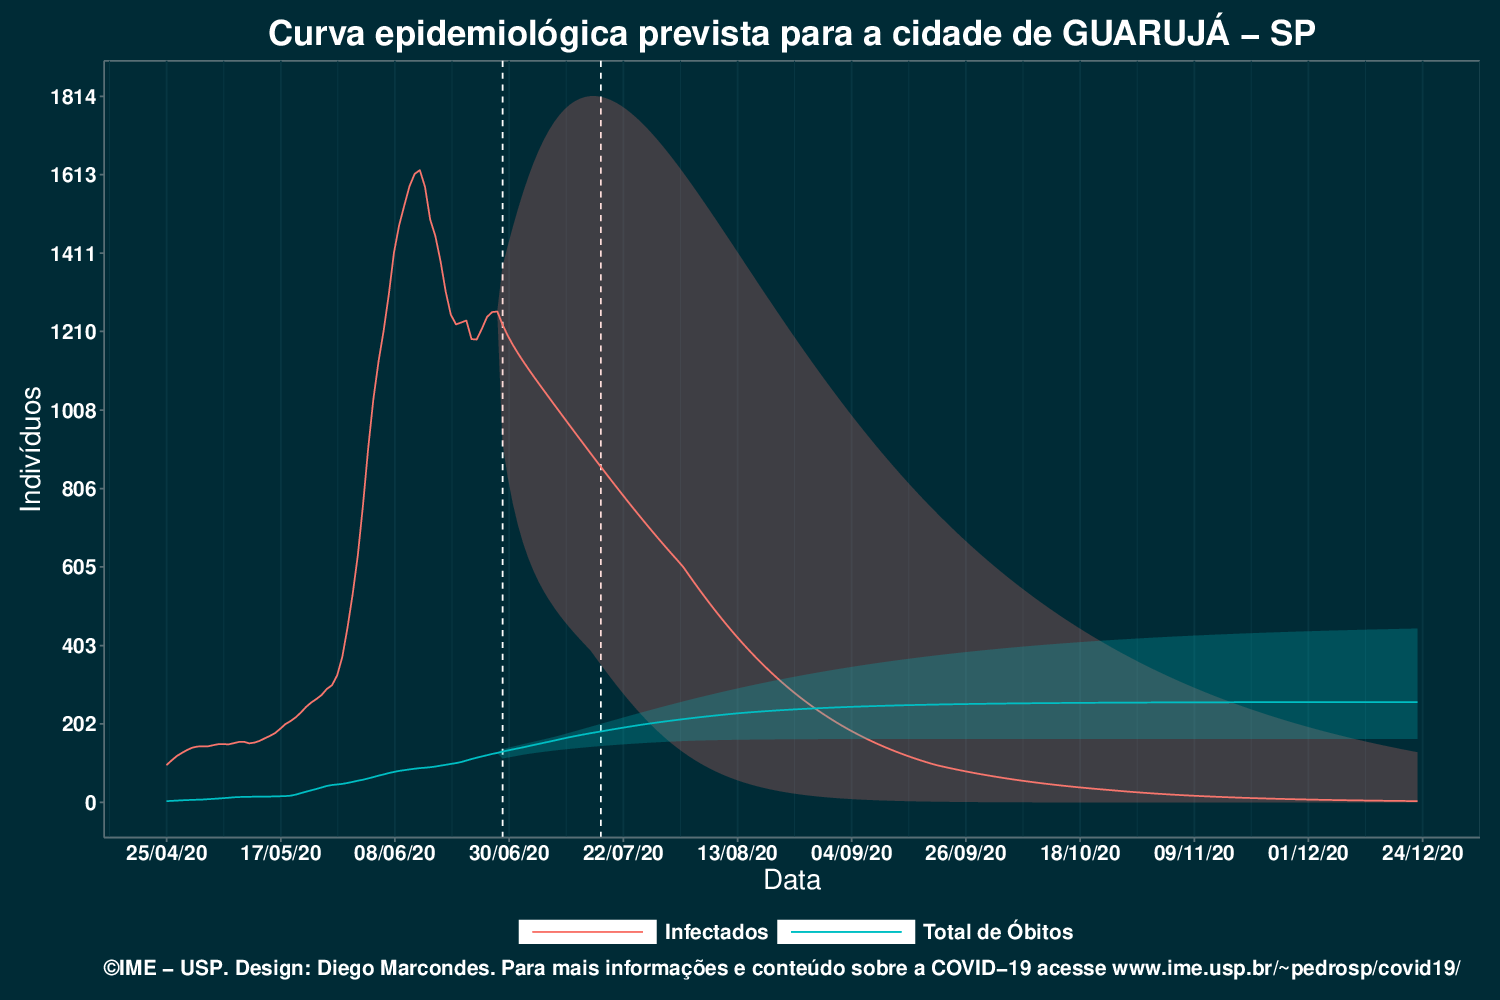 Curva epidemiológica prevista para a cidade de GUARUJÁ – SP
1814
1613
1411
1210
1008
806
605
403
202
0
Indivíduos
25/04/20 17/05/20 08/06/20 30/06/20 22/07/20 13/08/20 04/09/20 26/09/20 18/10/20 09/11/20 01/12/20 24/12/20
Data
Infectados Total de Óbitos
©IME – USP. Design: Diego Marcondes. Para mais informações e conteúdo sobre a COVID–19 acesse www.ime.usp.br/~pedrosp/covid19/